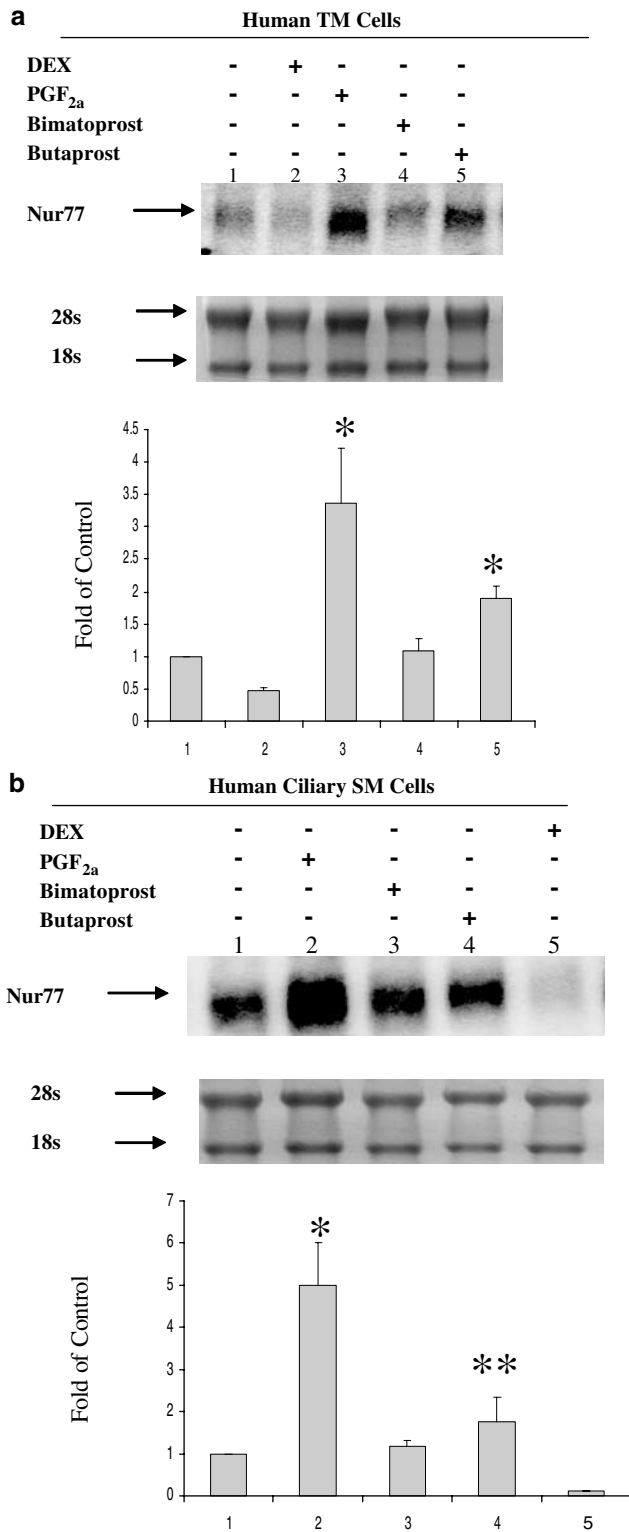 a
Human TM Cells
DEX - + - - -
PGF2a - - + - -
Bimatoprost - - - + -
Butaprost - - - - +
1 2 3 4 5
Nur77
28s
18s
4.5
4
3.5
3
2.5
2
1.5
1
0.5
0
Fold of Control
* *
1 2 3 4 5
b
Human Ciliary SM Cells
DEX - - - - +
PGF2a - + - - -
Bimatoprost - - + - -
Butaprost - - - + -
1 2 3 4 5
Nur77
28s
18s
7
6
5
4
3
2
1
0
Fold of Control
* **
1 2 3 4 5